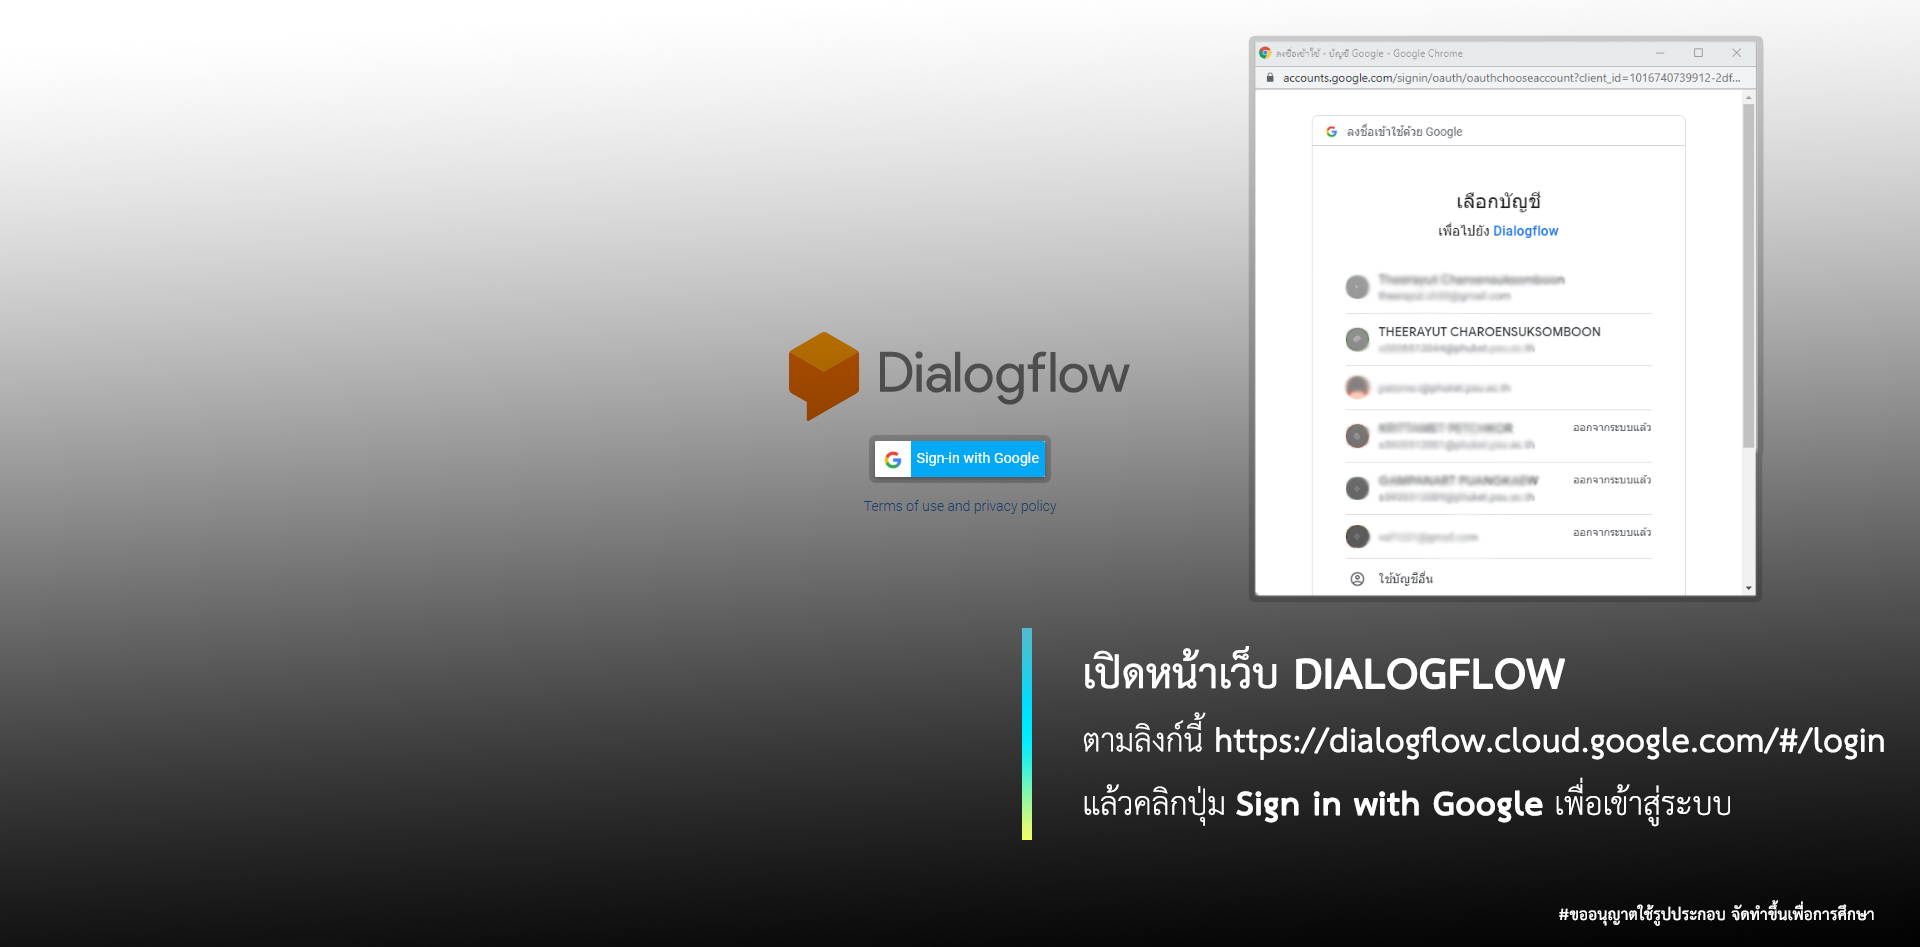 ลงชื่อเข้าใช้ - บัญชี Google - Google Chrome
accounts.google.com/signin/oauth/oauthchooseaccount?client_id=1016740739912-2df...
ลงชื่อเข้าใช้ด้วย Google
เลือกบัญชี
เพื่อไปยัง Dialogflow
THEERAYUT CHAROENSUKSOMBOON
ออกจากระบบแล้ว
ออกจากระบบแล้ว
ออกจากระบบแล้ว
ใช้บัญชีอื่น
Dialogflow
Sign-in with Google
Terms of use and privacy policy
เปิดหน้าเว็บ DIALOGFLOW
ตามลิงก์นี้ https://dialogflow.cloud.google.com/#/login
แล้วคลิกปุ่ม Sign in with Google เพื่อเข้าสู่ระบบ
#ขออนุญาตใช้รูปประกอบ จัดทำขึ้นเพื่อการศึกษา